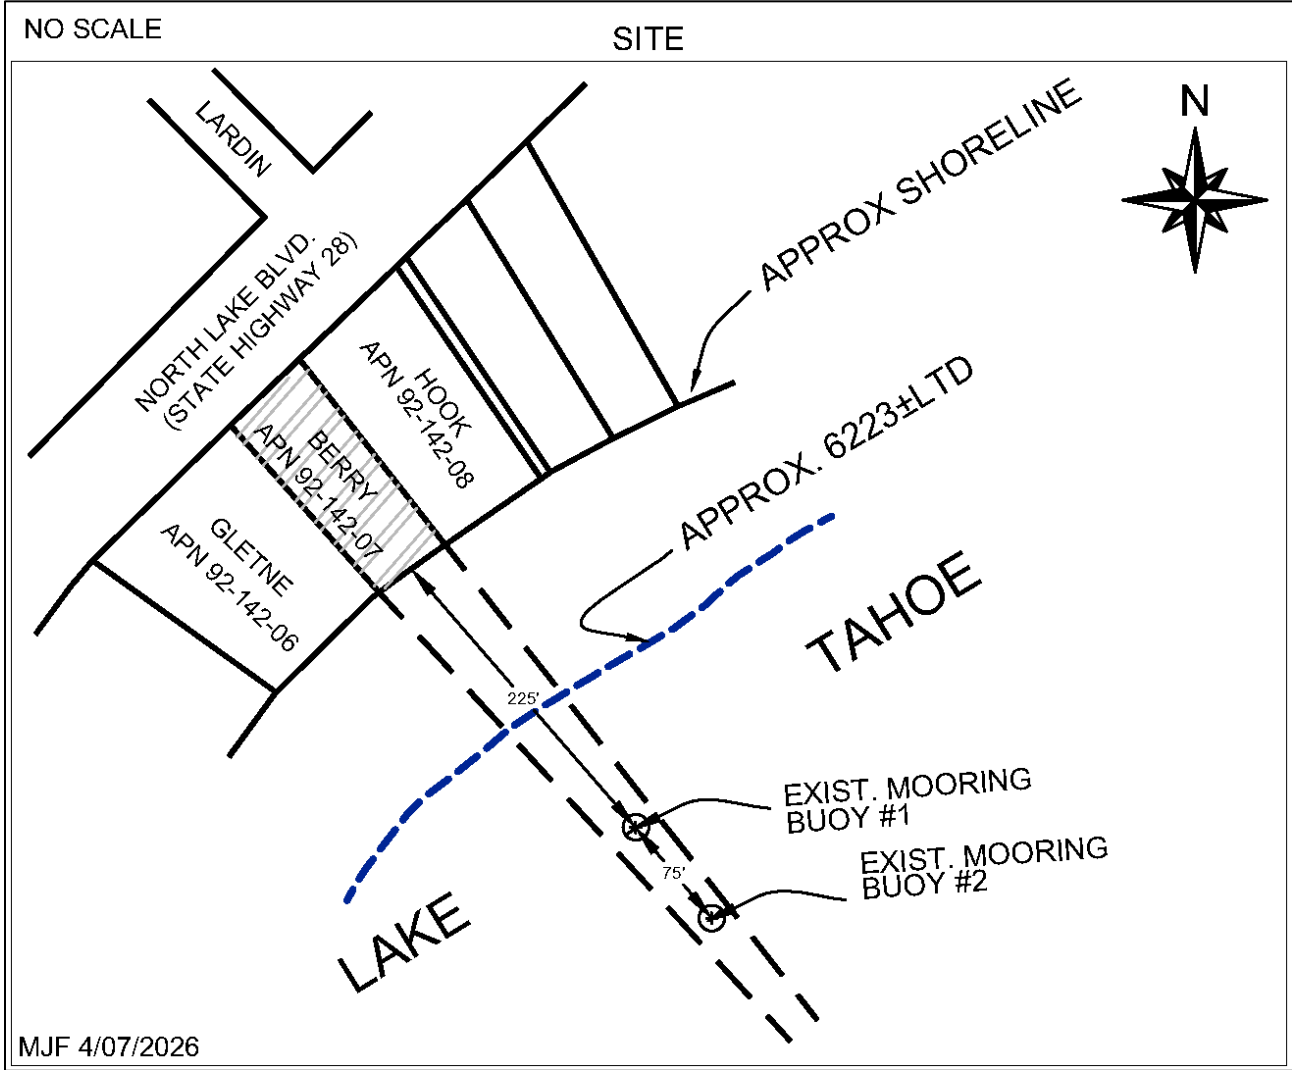 NO SCALE
SITE
N
LARDIN
APPROX SHORELINE
NORTH LAKE BLVD.
(STATE HIGHWAY 28)
HOOK
APN 92-142-08
APPROX. 6223±LTD
BERRY
APN 92-142-07
GLETNE
APN 92-142-06
TAHOE
225'
EXIST. MOORING
BUOY #1
EXIST. MOORING
BUOY #2
75'
LAKE
MJF 4/07/2026